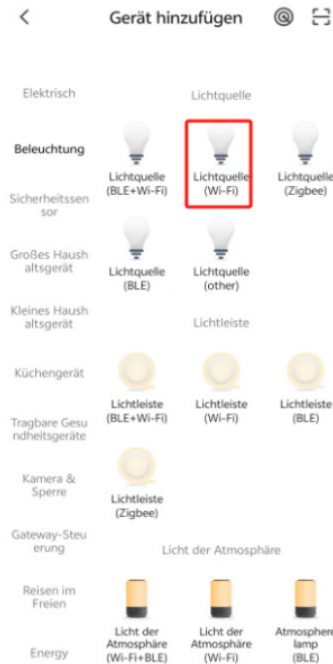 Gerät hinzufügen
Elektrisch
Beleuchtung
Sicherheitssen
sor
Großes Haush
altsgerät
Kleines Haush
altsgerät
Küchengerät
Tragbare Gesu
ndheitsgeräte
Kamera &
Sperre
Gateway-Steu
erung
Reisen im
Freien
Energy
Lichtquelle
Lichtquelle
(BLE+Wi-Fi)
Lichtquelle
(Wi-Fi)
Lichtquelle
(Zigbee)
Lichtquelle
(BLE)
Lichtquelle
(other)
Lichtleiste
Lichtleiste
(BLE+Wi-Fi)
Lichtleiste
(Wi-Fi)
Lichtleiste
(BLE)
Lichtleiste
(Zigbee)
Licht der Atmosphäre
Licht der
Atmosphäre
(Wi-Fi+BLE)
Licht der
Atmosphäre
(Wi-Fi)
Atmosphere
lamp
(BLE)